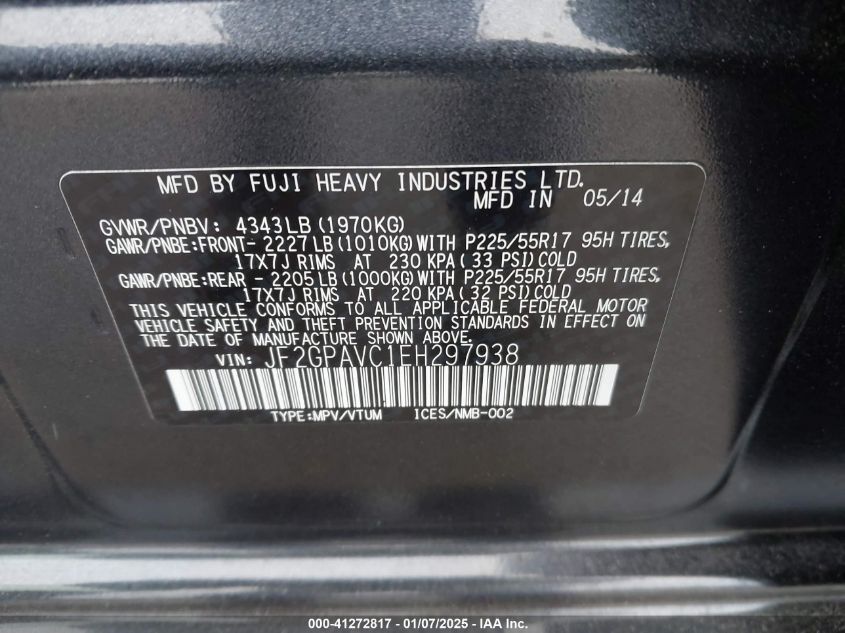 MFD BY FUJI HEAVY INDUSTRIES LTD.
MFD IN 05/14
GVWR/PNBV: 4343LB(1970KG)
GAWR/PNBE:FRONT- 2227LB(1010KG)WITH P225/55R17 95H TIRES,
17X7J RIMS AT 230 KPA(33 PSI)COLD
GAWR/PNBE:REAR - 2205LB(1000KG)WITH P225/55R17 95H TIRES,
17X7J RIMS AT 220 KPA(32 PSI)COLD
THIS VEHICLE CONFORMS TO ALL APPLICABLE FEDERAL MOTOR
VEHICLE SAFETY AND THEFT PREVENTION STANDARDS IN EFFECT ON
THE DATE OF MANUFACTURE SHOWN ABOVE.
VIN: JF2GPAVC1EH297938
TYPE:MPV/VTUM ICES/NMB-002
000-41272817 - 01/07/2025 - IAA Inc.